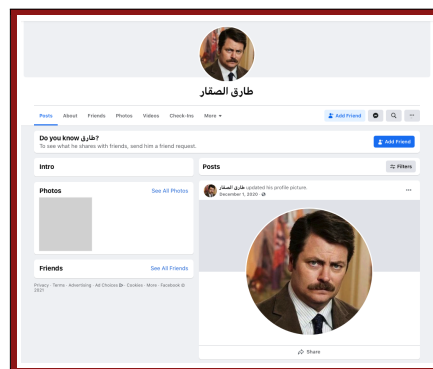 طارق الصقار
Posts About Friends Photos Videos Check-Ins More
Add Friend
Do you know طارق?
To see what he shares with friends, send him a friend request.
Add Friend
Intro
Posts
Filters
Photos
See All Photos
طارق الصقار updated his profile picture.
December 1, 2020 ·
Friends
See All Friends
Privacy · Terms · Advertising · Ad Choices · Cookies · More · Facebook ©
2021
Share